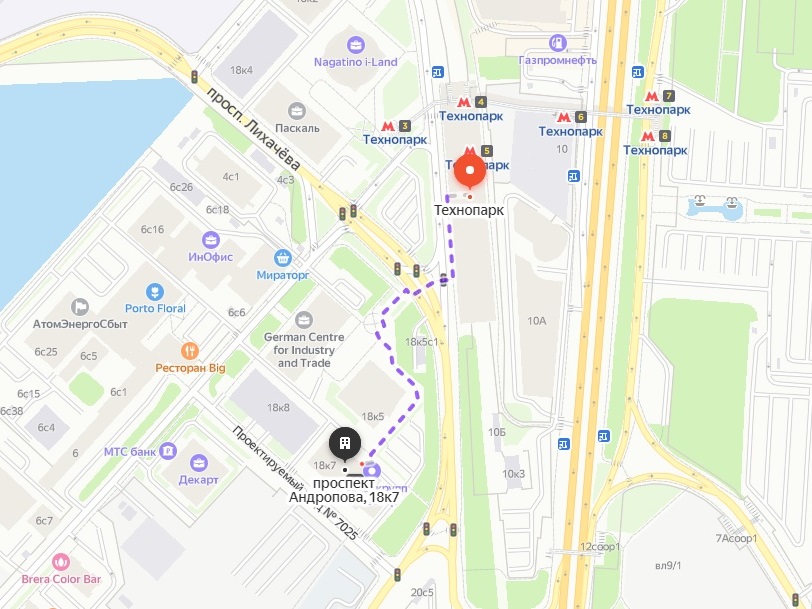 18к2
Nagatino i-Land
18к4
Газпромнефть
просп. Лихачёва
Паскаль
4
Технопарк
3
Технопарк
6
Технопарк
7
Технопарк
8
Технопарк
5
10
4с1
4с3
6с26
6с18
6с16
Технопарк
ИнОфис
Мираторг
Porto Floral
АтомЭнергоСбыт
6с6
German Centre
for Industry
and Trade
10А
18к5с1
6с25
6с5
Ресторан Big
6с1
6с15
6с38
6с4
18к8
18к5
10Б
МТС банк
6
Декарт
Проектируемый
№ 7025
18к7
проспект
Андропова, 18к7
10к3
6с7
Brera Color Bar
12соор1
7Асоор1
вл9/1
20с5